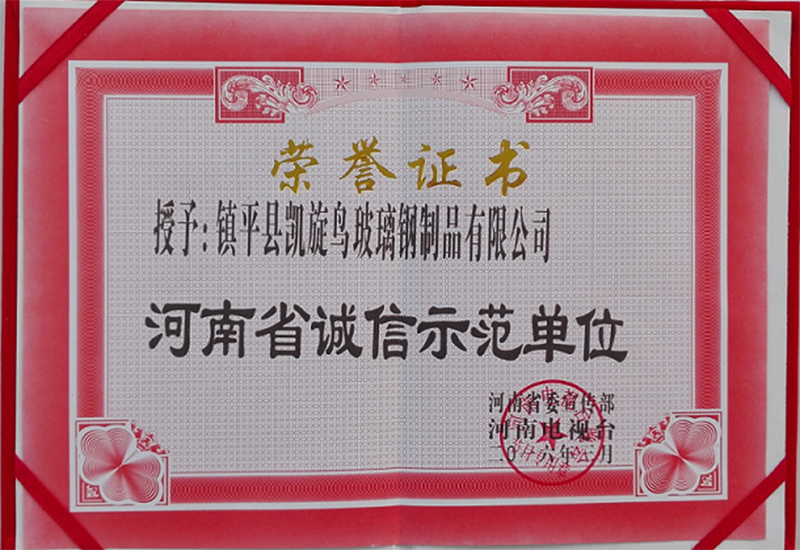 荣誉证书
授予：镇平县凯旋鸟玻璃钢制品有限公司
河南省诚信示范单位
河南省委宣传部
河南电视台